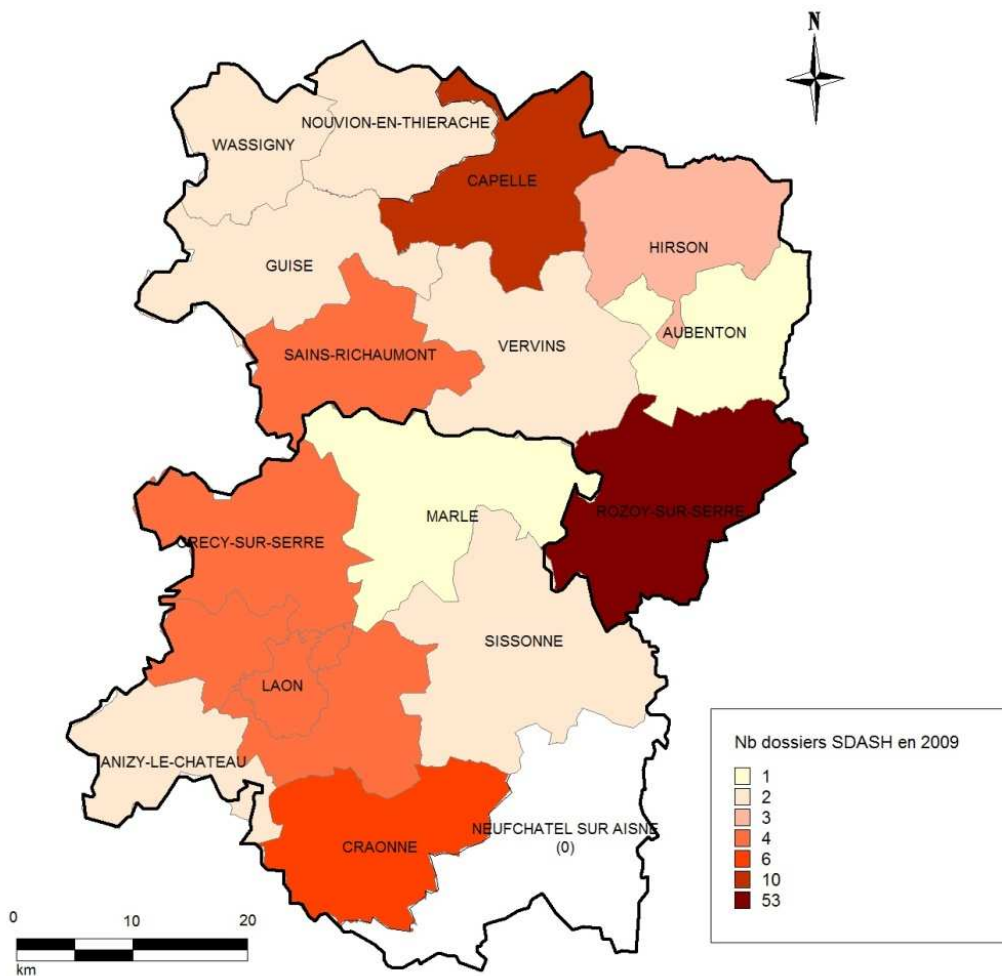 N
NOUVION-EN-THIERACHE
WASSIGNY
CAPELLE
HIRSON
GUISE
AUBENTON
VERVINS
SAINS-RICHAUMONT
ROZOY-SUR-SERRE
MARLE
CRECY-SUR-SERRE
SISSONNE
LAON
ANIZY-LE-CHATEAU
NEUFCHATEL SUR AISNE
(0)
CRAONNE
Nb dossiers SDASH en 2009
1
2
3
4
6
10
53
0 10 20
km